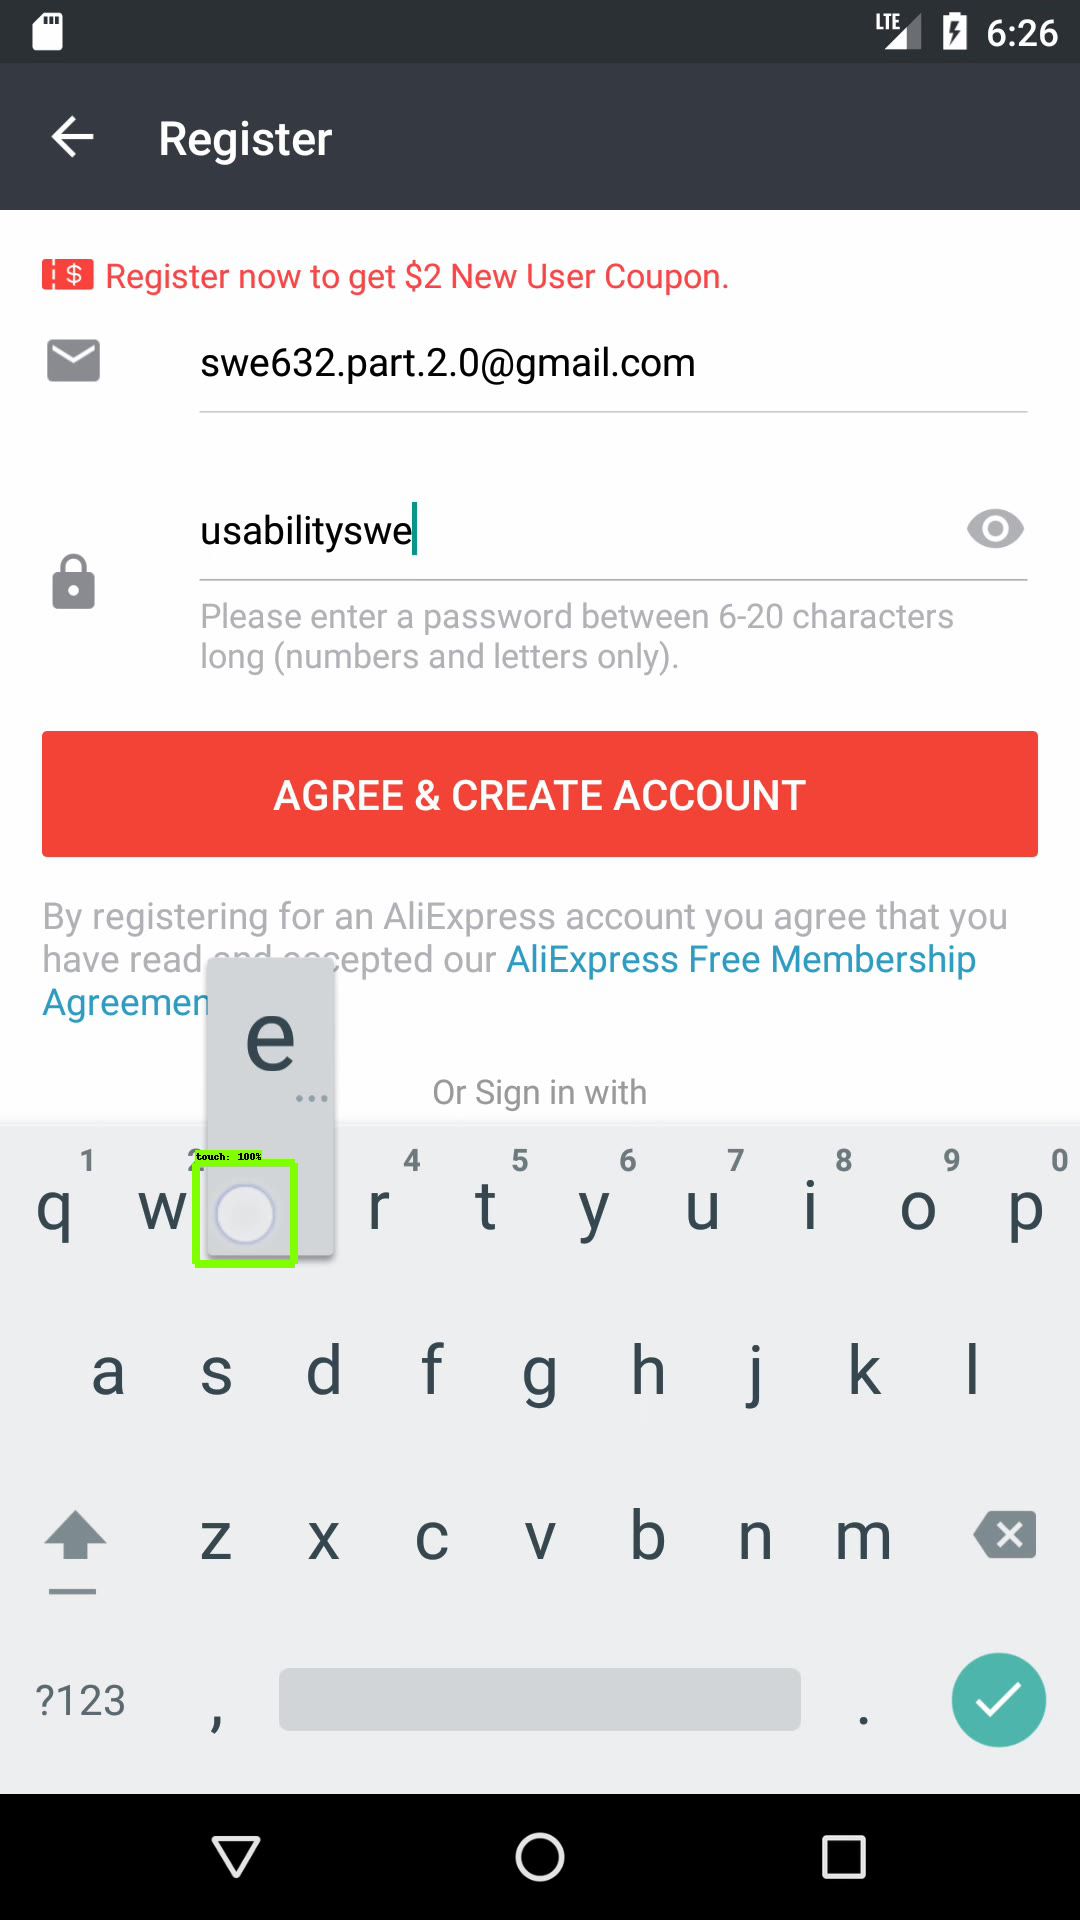 LTE 6:26
Register
Register now to get $2 New User Coupon.
swe632.part.2.0@gmail.com
usabilityswe
Please enter a password between 6-20 characters
long (numbers and letters only).
AGREE & CREATE ACCOUNT
By registering for an AliExpress account you agree that you
have read and accepted our AliExpress Free Membership
Agreemen
e
...
Or Sign in with
touch: 100%
1 2 4 5 6 7 8 9 0
q w r t y u i o p
a s d f g h j k l
z x c v b n m
?123 , .